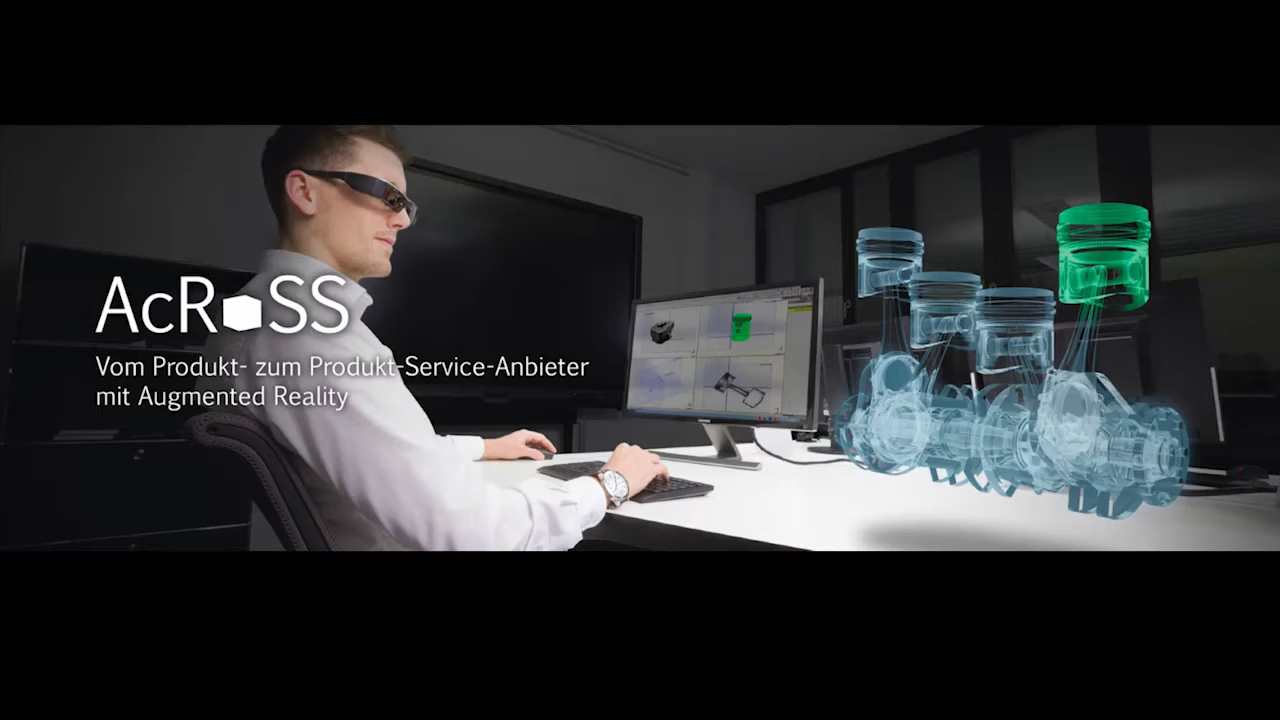 AcRoSS
Vom Produkt- zum Produkt-Service-Anbieter
mit Augmented Reality